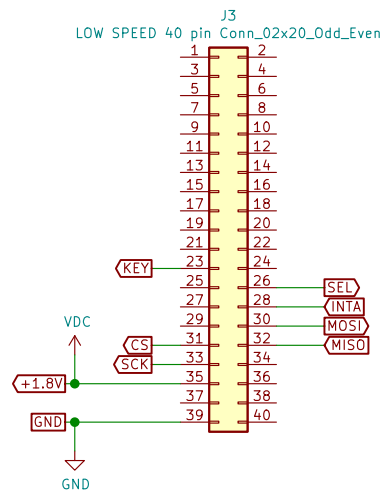 J3
LOW SPEED 40 pin Conn_02x20_Odd_Even
1 2
3 4
5 6
7 8
9 10
11 12
13 14
15 16
17 18
19 20
21 22
KEY 23 24
25 26 SEL
27 28 INTA
29 30 MOSI
VDC
CS 31 32 MISO
SCK 33 34
+1.8V 35 36
37 38
GND 39 40
GND